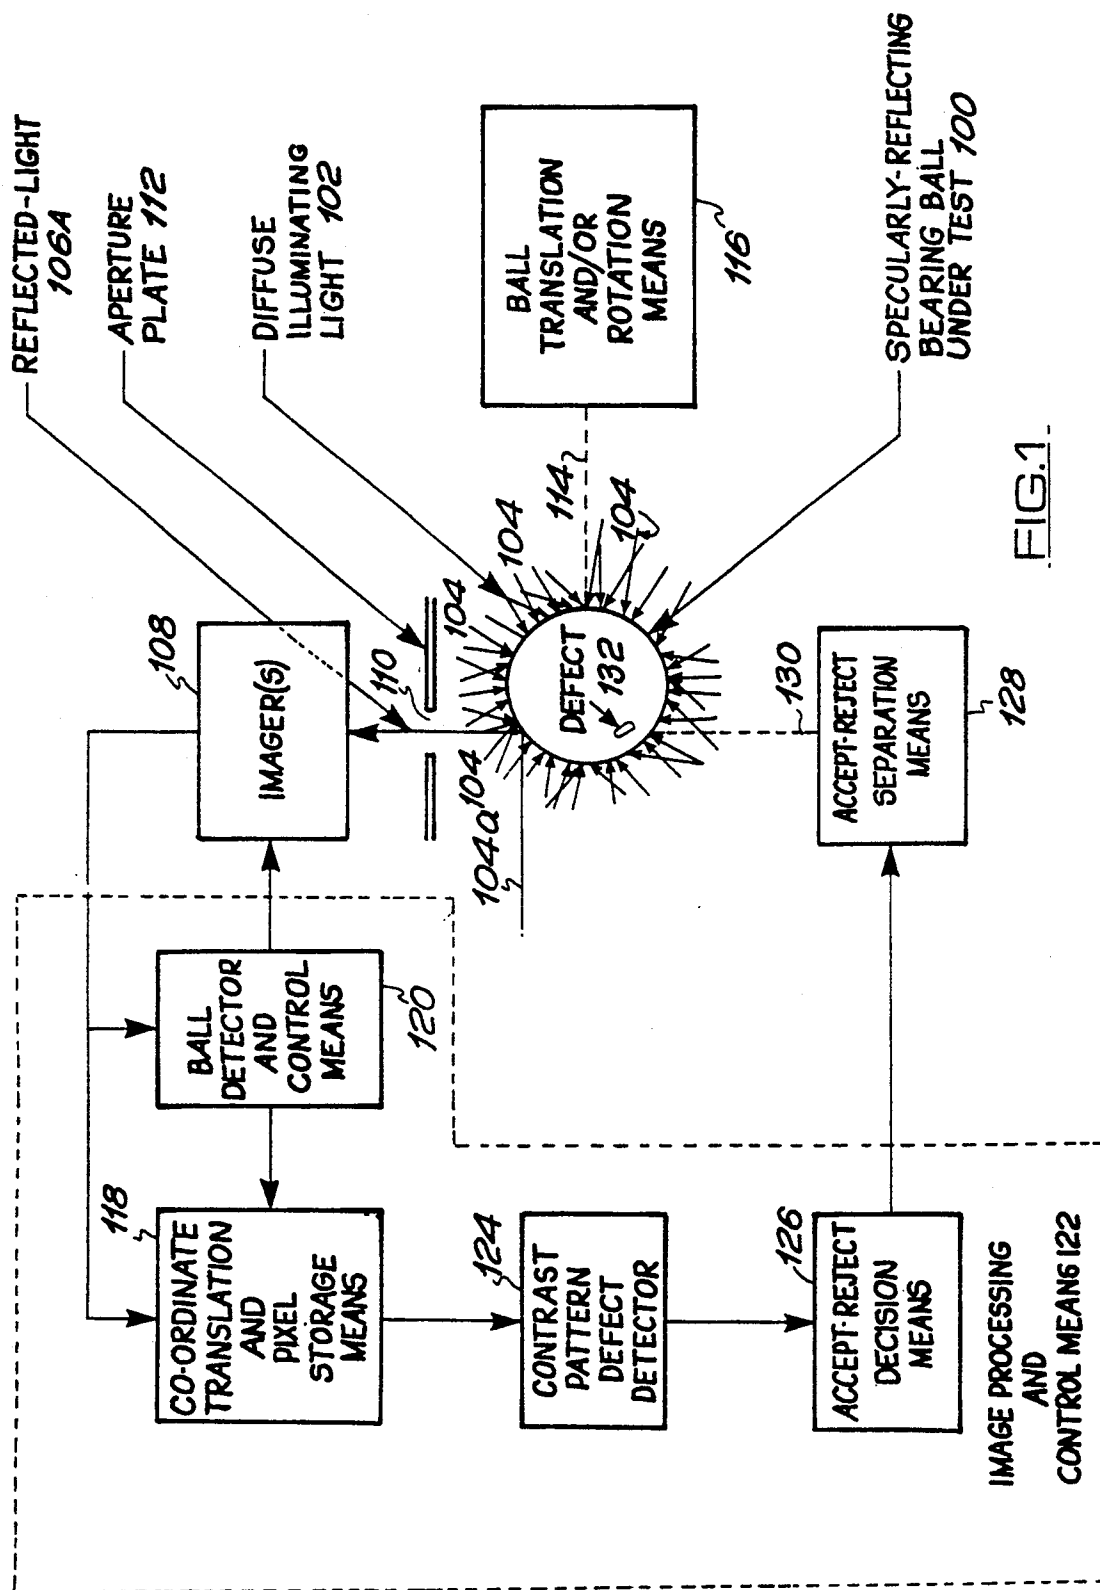 REFLECTED-LIGHT
106A
APERTURE
PLATE 112
DIFFUSE
ILLUMINATING
LIGHT 102
BALL
TRANSLATION
AND/OR
ROTATION
MEANS
116
SPECULARLY-REFLECTING
BEARING BALL
UNDER TEST 100
108
IMAGER(S)
110
104
104
104
104
104a
114
DEFECT
132
130
ACCEPT-REJECT
SEPARATION
MEANS
128
BALL
DETECTOR
AND
CONTROL
MEANS
120
118
CO-ORDINATE
TRANSLATION
AND
PIXEL
STORAGE
MEANS
124
CONTRAST
PATTERN
DEFECT
DETECTOR
126
ACCEPT-REJECT
DECISION
MEANS
IMAGE PROCESSING
AND
CONTROL MEANS 122
FIG.1